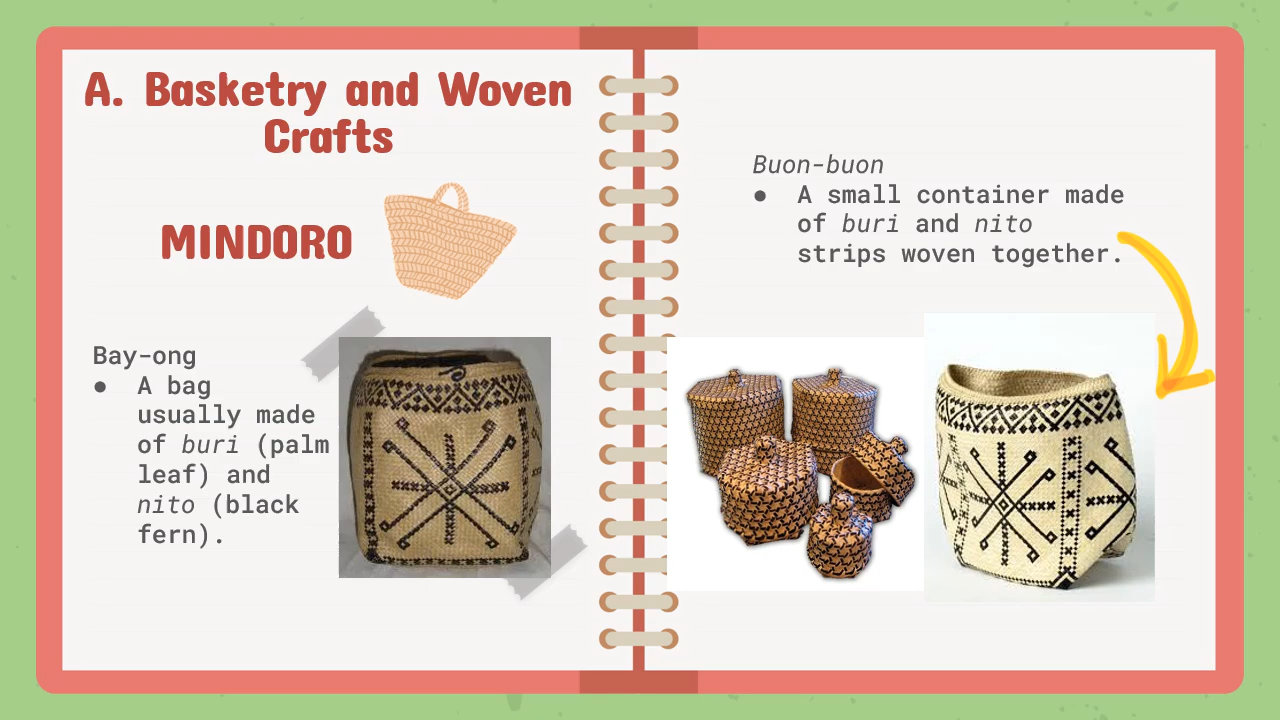 A. Basketry and Woven
Crafts
MINDORO
Bay-ong
● A bag
usually made
of buri (palm
leaf) and
nito (black
fern).
Buon-buon
● A small container made
of buri and nito
strips woven together.